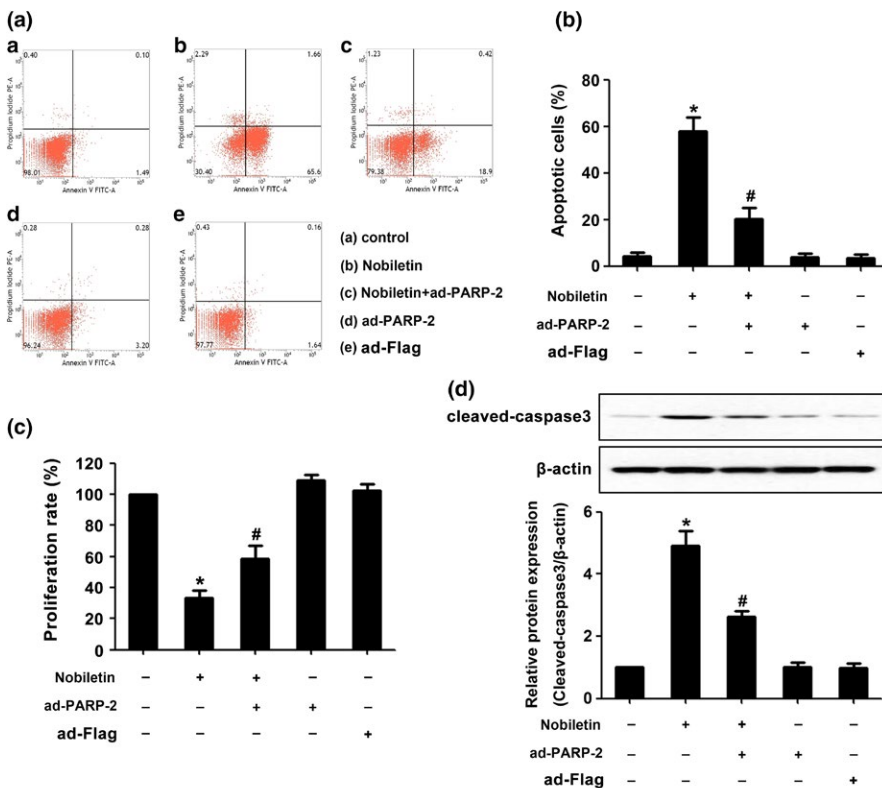 (a)
a
0.40 0.10
Propidium Iodide PE-A
98.01 1.49
Annexin V FITC-A
b
2.29 1.66
Propidium Iodide PE-A
30.40 65.6
Annexin V FITC-A
c
1.23 0.42
Propidium Iodide PE-A
79.38 18.9
Annexin V FITC-A
d
0.28 0.28
Propidium Iodide PE-A
96.24 3.20
Annexin V FITC-A
e
0.43 0.16
Propidium Iodide PE-A
97.77 1.64
Annexin V FITC-A
(a) control
(b) Nobiletin
(c) Nobiletin+ad-PARP-2
(d) ad-PARP-2
(e) ad-Flag
(b)
Apoptotic cells (%)
80
60
40
20
0
*
#
Nobiletin – + + – –
ad-PARP-2 – – + + –
ad-Flag – – – – +
(c)
Proliferation rate (%)
120
100
80
60
40
20
0
*
#
Nobiletin – + + – –
ad-PARP-2 – – + + –
ad-Flag – – – – +
(d)
cleaved-caspase3
β-actin
Relative protein expression
(Cleaved-caspase3/β-actin)
6
4
2
0
*
#
Nobiletin – + + – –
ad-PARP-2 – – + + –
ad-Flag – – – – +